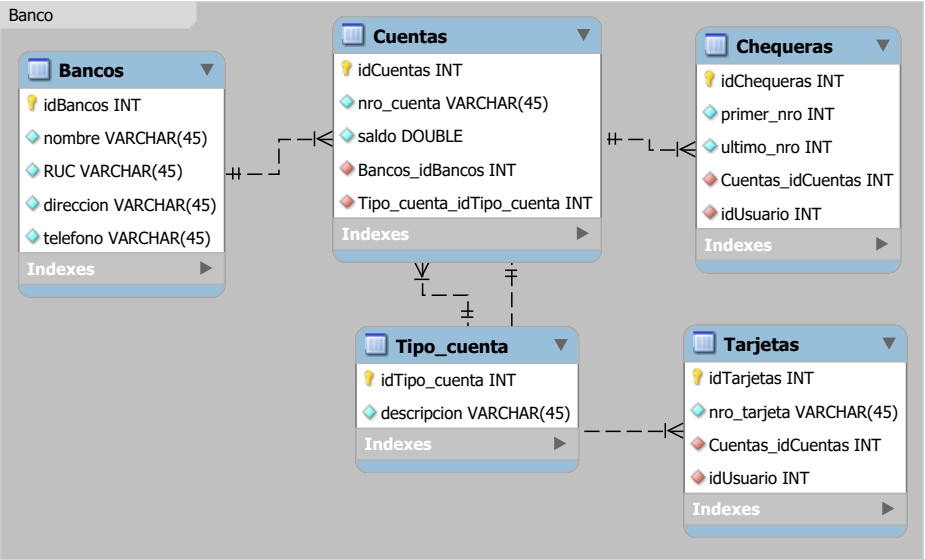 Banco
Bancos
idBancos INT
nombre VARCHAR(45)
RUC VARCHAR(45)
direccion VARCHAR(45)
telefono VARCHAR(45)
Indexes
Cuentas
idCuentas INT
nro_cuenta VARCHAR(45)
saldo DOUBLE
Bancos_idBancos INT
Tipo_cuenta_idTipo_cuenta INT
Indexes
Chequeras
idChequeras INT
primer_nro INT
ultimo_nro INT
Cuentas_idCuentas INT
idUsuario INT
Indexes
Tipo_cuenta
idTipo_cuenta INT
descripcion VARCHAR(45)
Indexes
Tarjetas
idTarjetas INT
nro_tarjeta VARCHAR(45)
Cuentas_idCuentas INT
idUsuario INT
Indexes